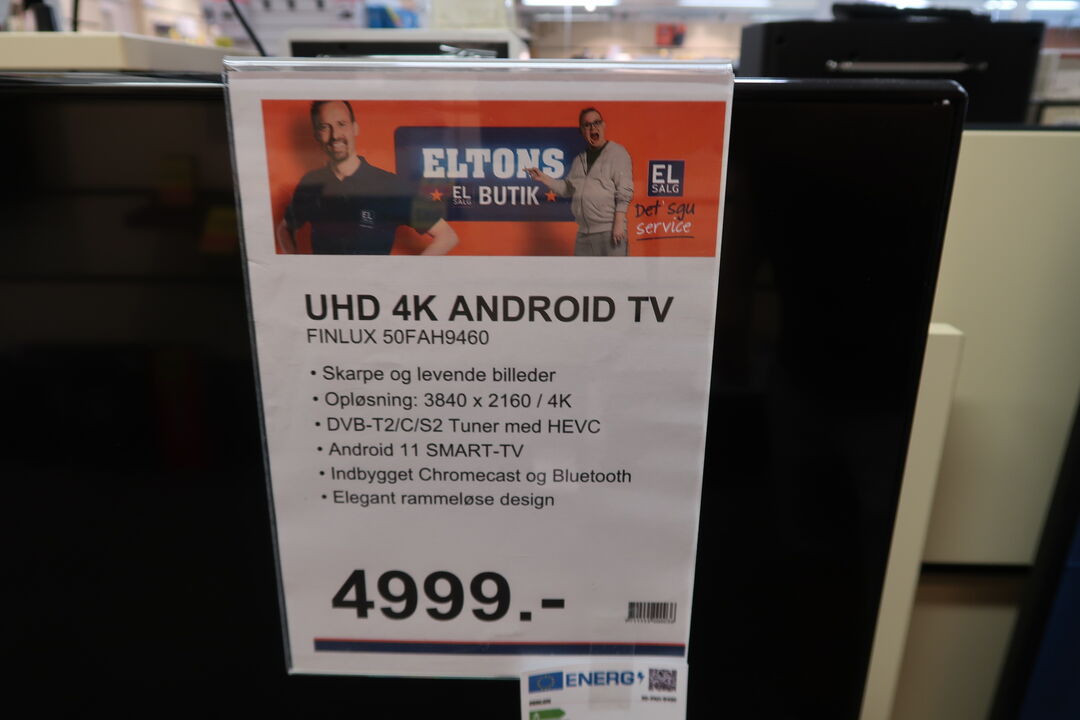 ELTONS
EL SALG BUTIK
EL
SALG
Det sgu
service
EL
UHD 4K ANDROID TV
FINLUX 50FAH9460
• Skarpe og levende billeder
• Opløsning: 3840 x 2160 / 4K
• DVB-T2/C/S2 Tuner med HEVC
• Android 11 SMART-TV
• Indbygget Chromecast og Bluetooth
• Elegant rammeløse design
4999.-
ENERG